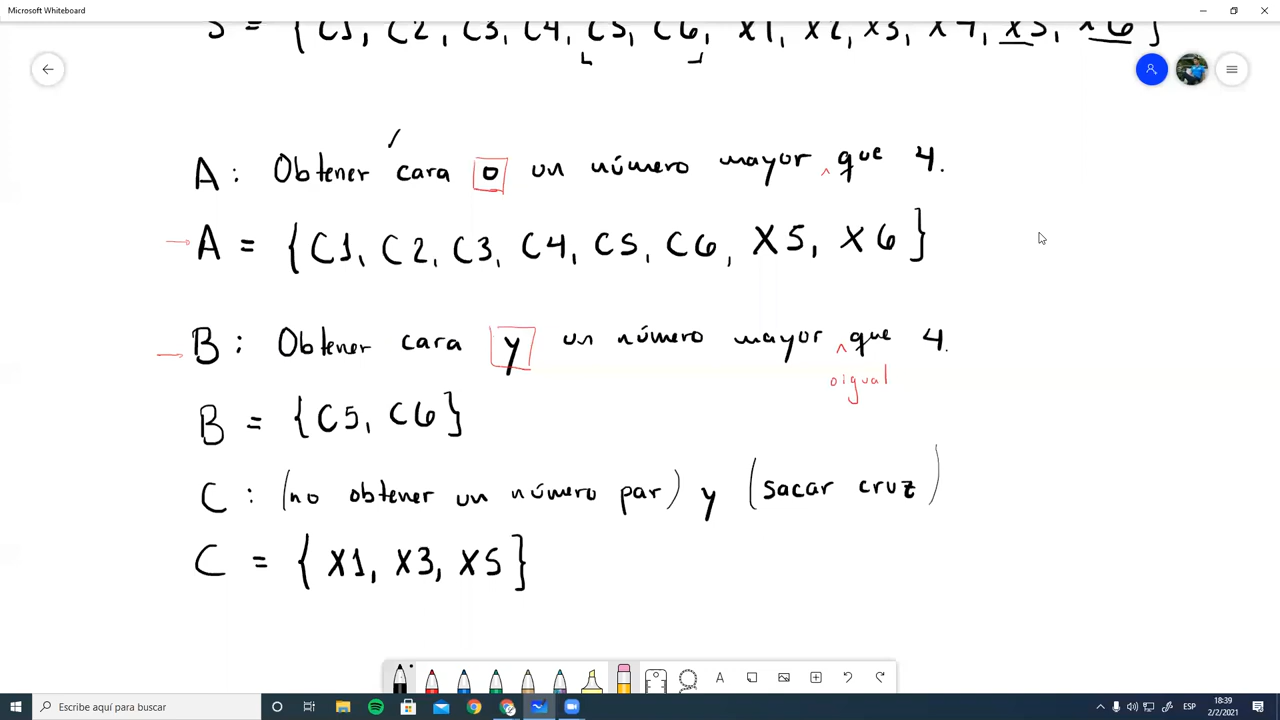 Microsoft Whiteboard
S = { C1, C2, C3, C4, C5, C6, X1, X2, X3, X4, X5, X6 }
A : Obtener cara o un número mayor ^ que 4.
→ A = { C1, C2, C3, C4, C5, C6, X5, X6 }
→ B : Obtener cara y un número mayor ^ que 4.
o igual
B = { C5, C6 }
C : (no obtener un número par) y (sacar cruz)
C = { X1, X3, X5 }
Escribe aquí para buscar
ESP
18:39
2/2/2021